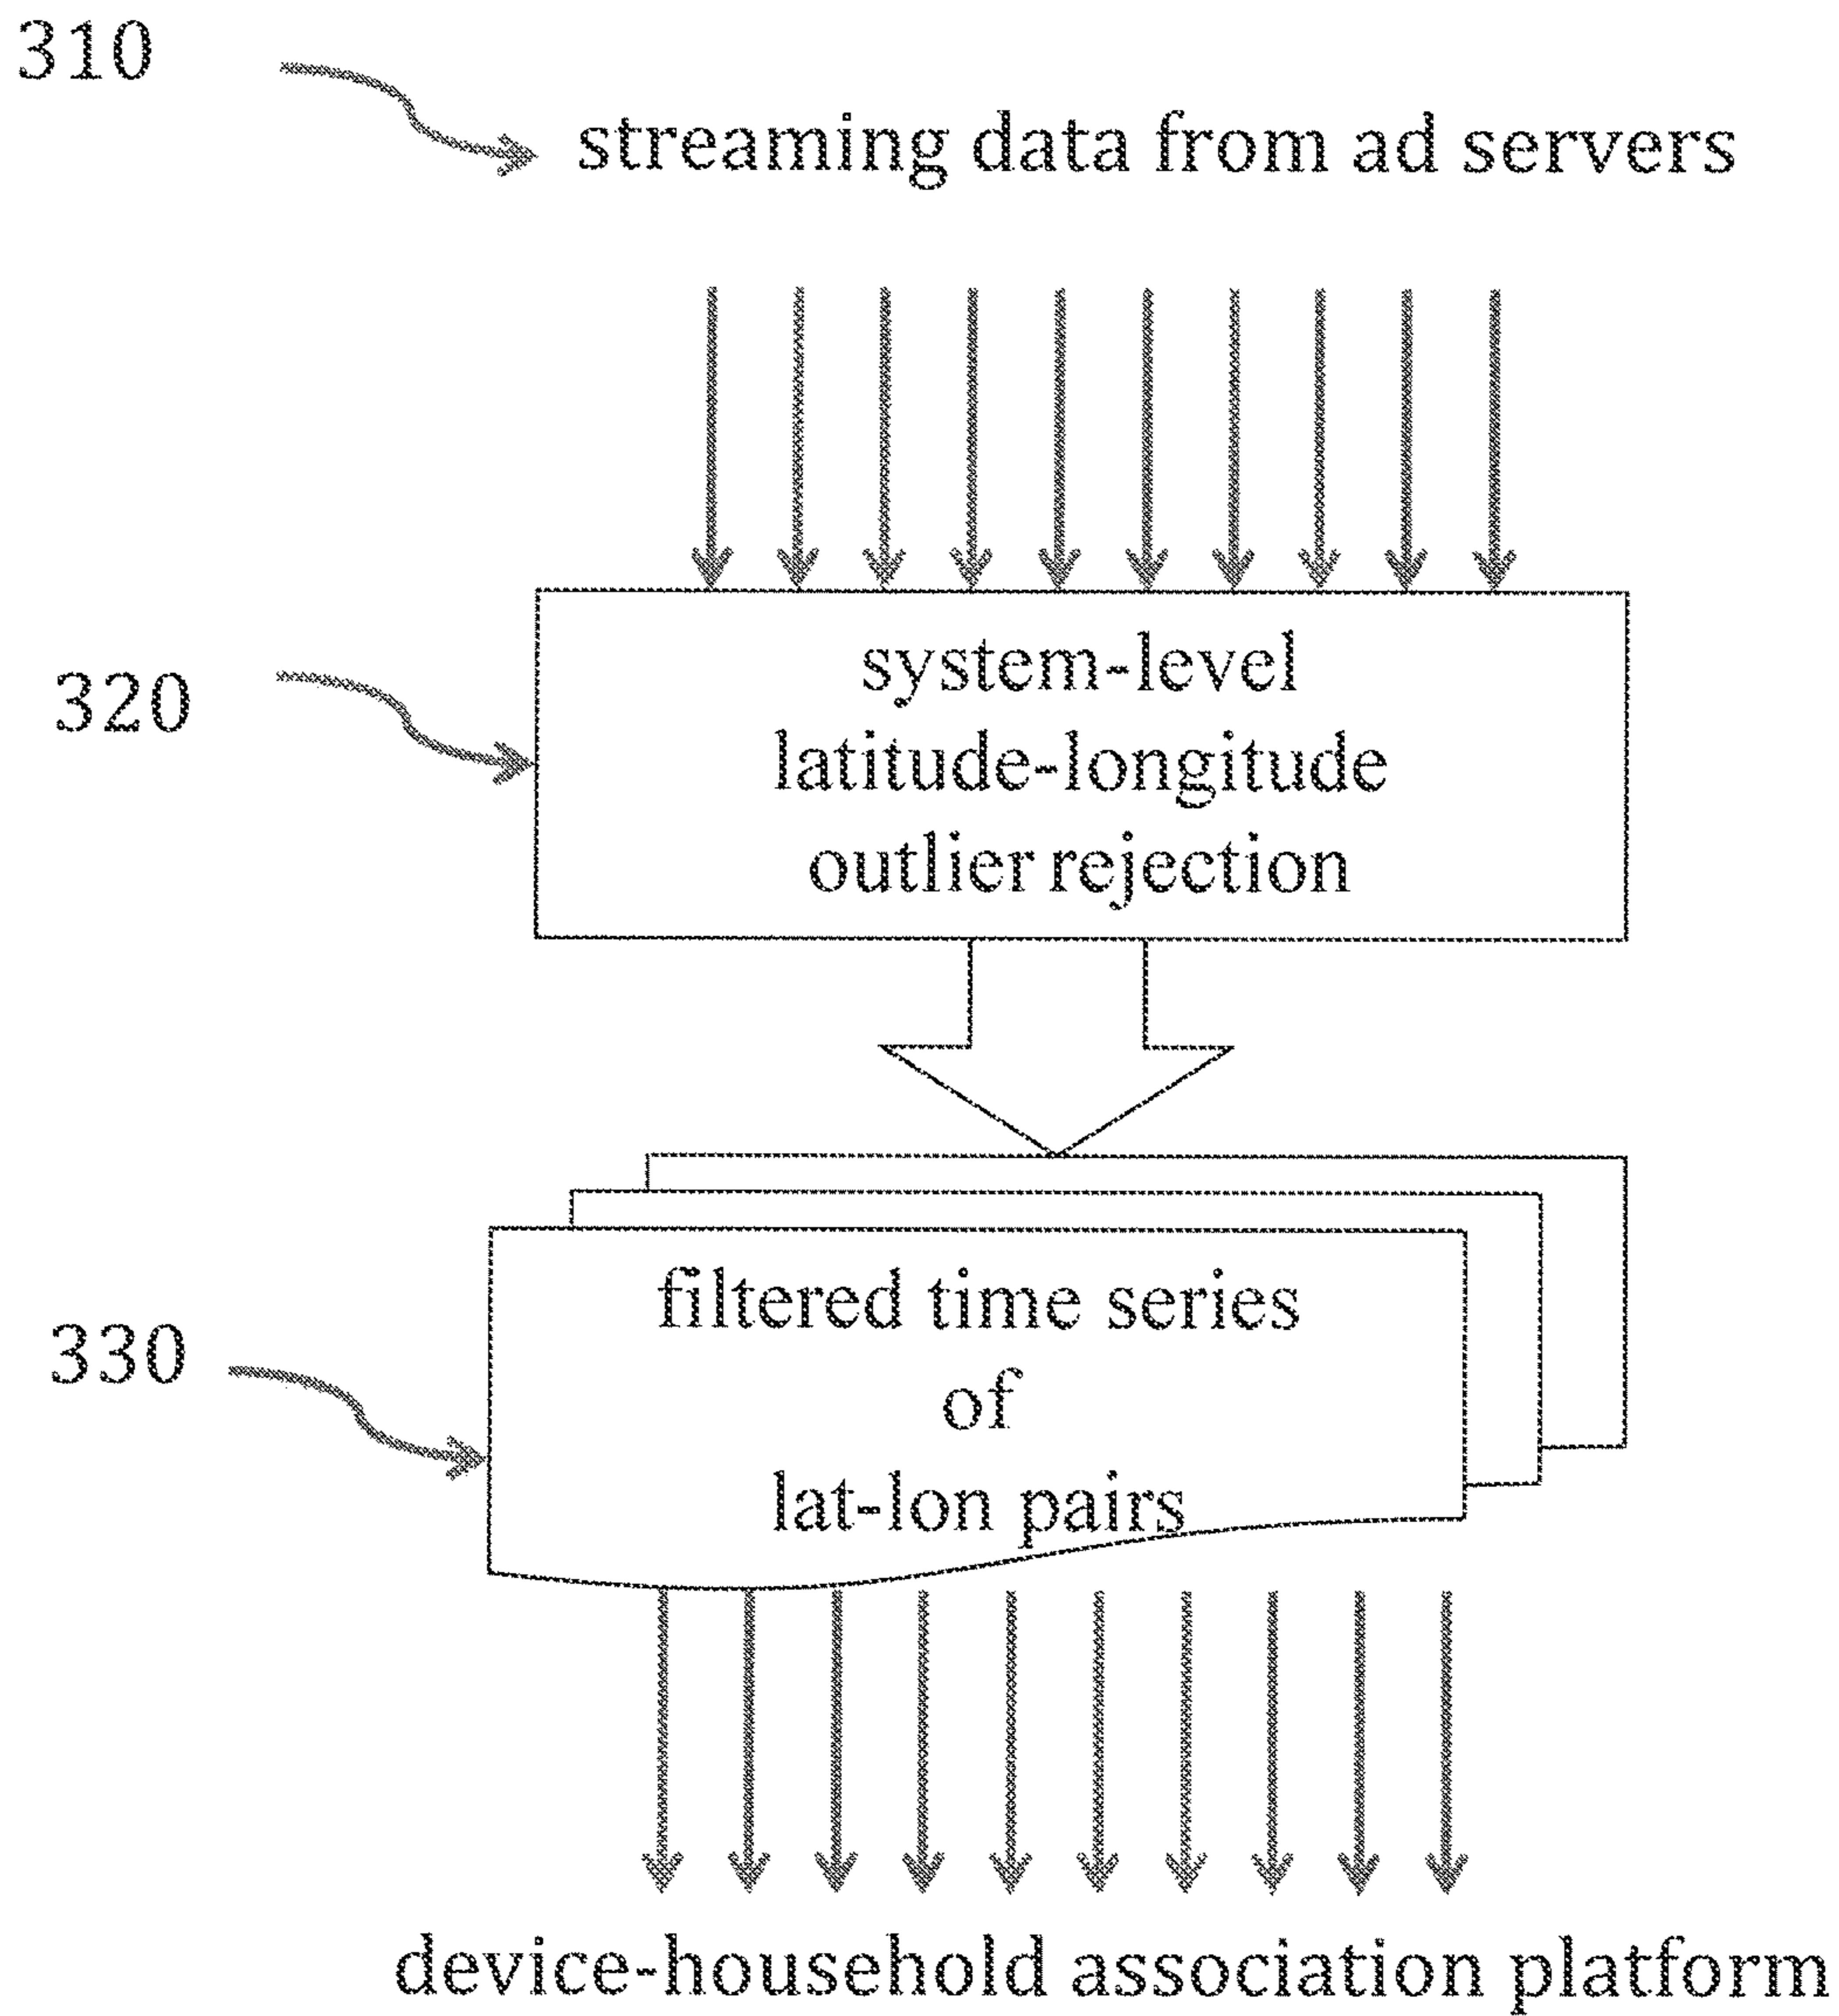 310
streaming data from ad servers
320
system-level
latitude-longitude
outlier rejection
330
filtered time series
of
lat-lon pairs
device-household association platform